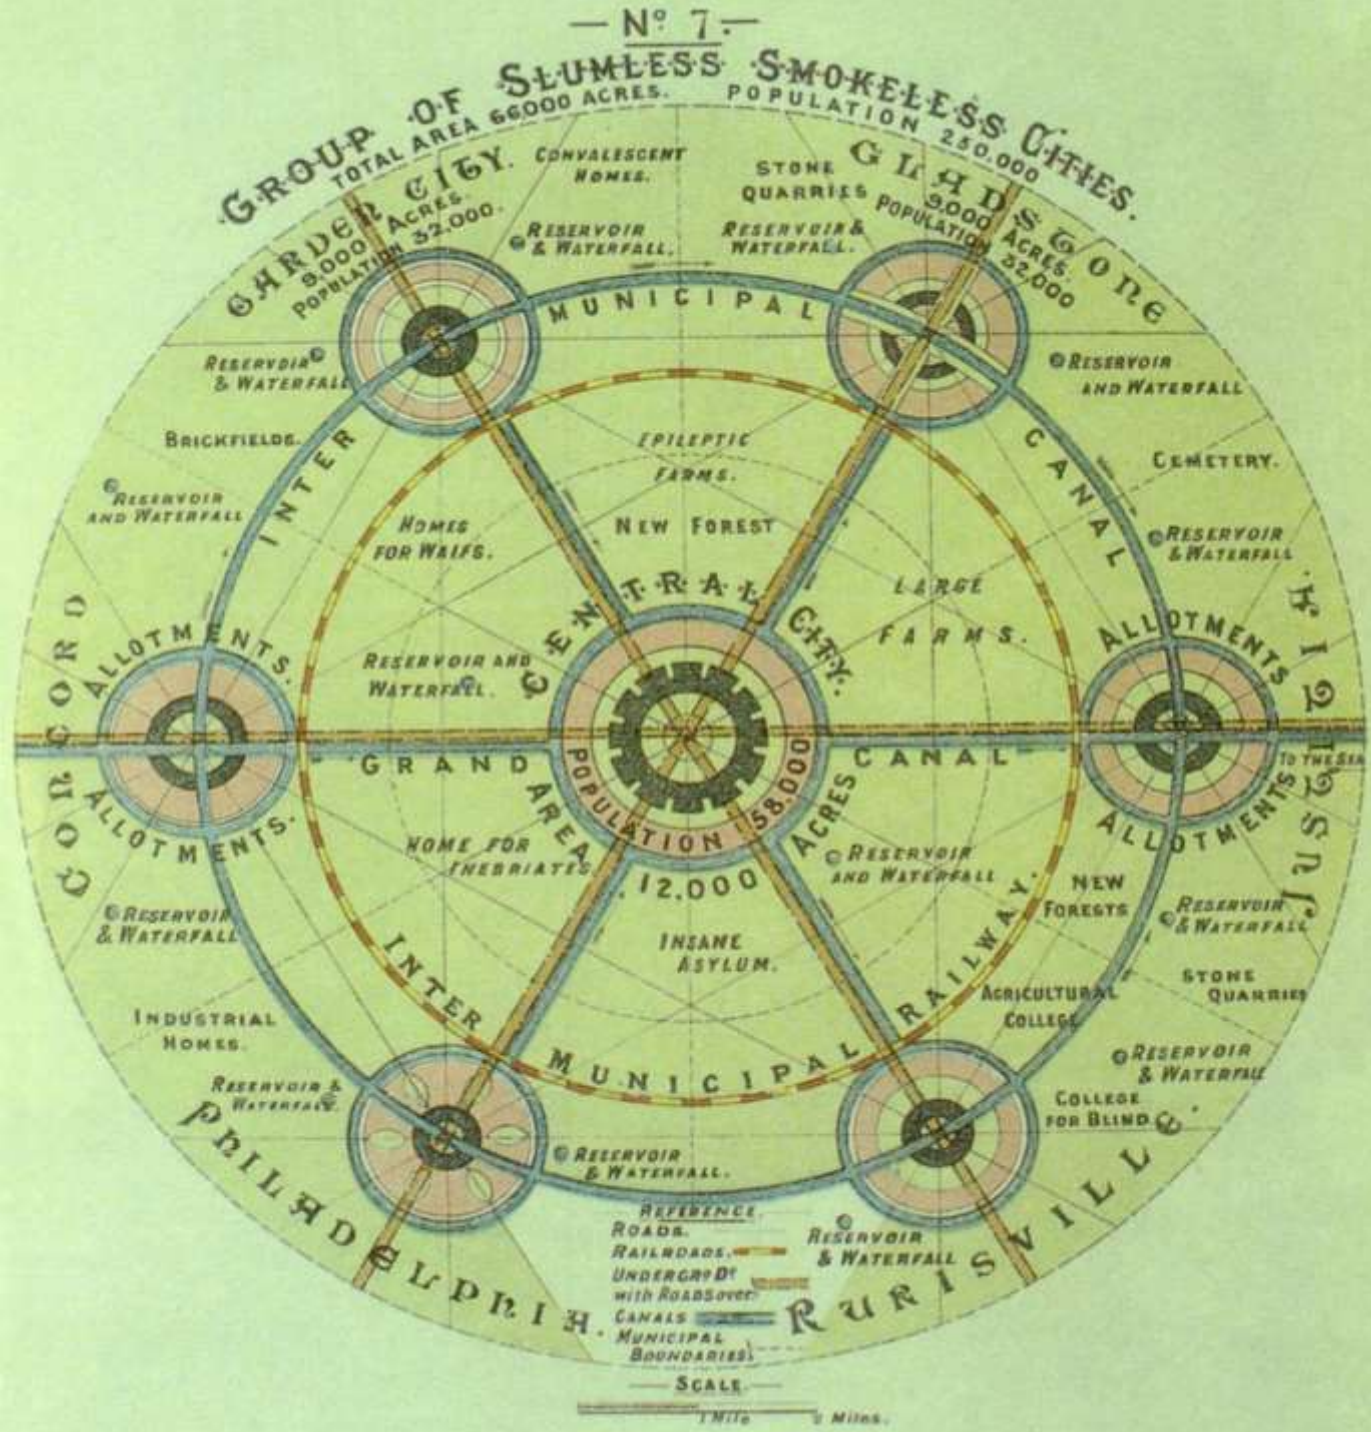 — Nº 7. —
GROUP OF SLUMLESS SMOKELESS CITIES.
TOTAL AREA 66000 ACRES. POPULATION 250.000
GARDEN CITY.
9.000 ACRES.
POPULATION 32.000.
CONVALESCENT
HOMES.
STONE
QUARRIES
GLADSTONE
9.000 ACRES.
POPULATION 32,000
RESERVOIR
& WATERFALL.
RESERVOIR &
WATERFALL.
INTER MUNICIPAL CANAL
RESERVOIR
& WATERFALL
RESERVOIR
AND WATERFALL
BRICKFIELDS.
EPILEPTIC
FARMS.
CEMETERY.
RESERVOIR
AND WATERFALL
HOMES
FOR WAIFS.
NEW FOREST
RESERVOIR
& WATERFALL
LARGE
FARMS.
CENTRAL CITY.
CONCORD
ALLOTMENTS.
ALLOTMENTS
JUSTITIA
RESERVOIR AND
WATERFALL.
GRAND CANAL
TO THE SEA
POPULATION 58.000
AREA 12.000 ACRES
ALLOTMENTS.
ALLOTMENTS
HOME FOR
INEBRIATES.
RESERVOIR
AND WATERFALL
NEW
FORESTS
RESERVOIR
& WATERFALL
RESERVOIR
& WATERFALL
INSANE
ASYLUM.
STONE
QUARRIES
INTER MUNICIPAL RAILWAY.
AGRICULTURAL
COLLEGE
INDUSTRIAL
HOMES.
RESERVOIR
& WATERFALL
RESERVOIR &
WATERFALL.
COLLEGE
FOR BLIND
RESERVOIR
& WATERFALL.
PHILADELPHIA.
RURISVILLE.
RESERVOIR
& WATERFALL
REFERENCE.
ROADS.
RAILROADS.
UNDERGRD Dº
with ROADS over
CANALS
MUNICIPAL
BOUNDARIES.
— SCALE. —
1 Mile 2 Miles.